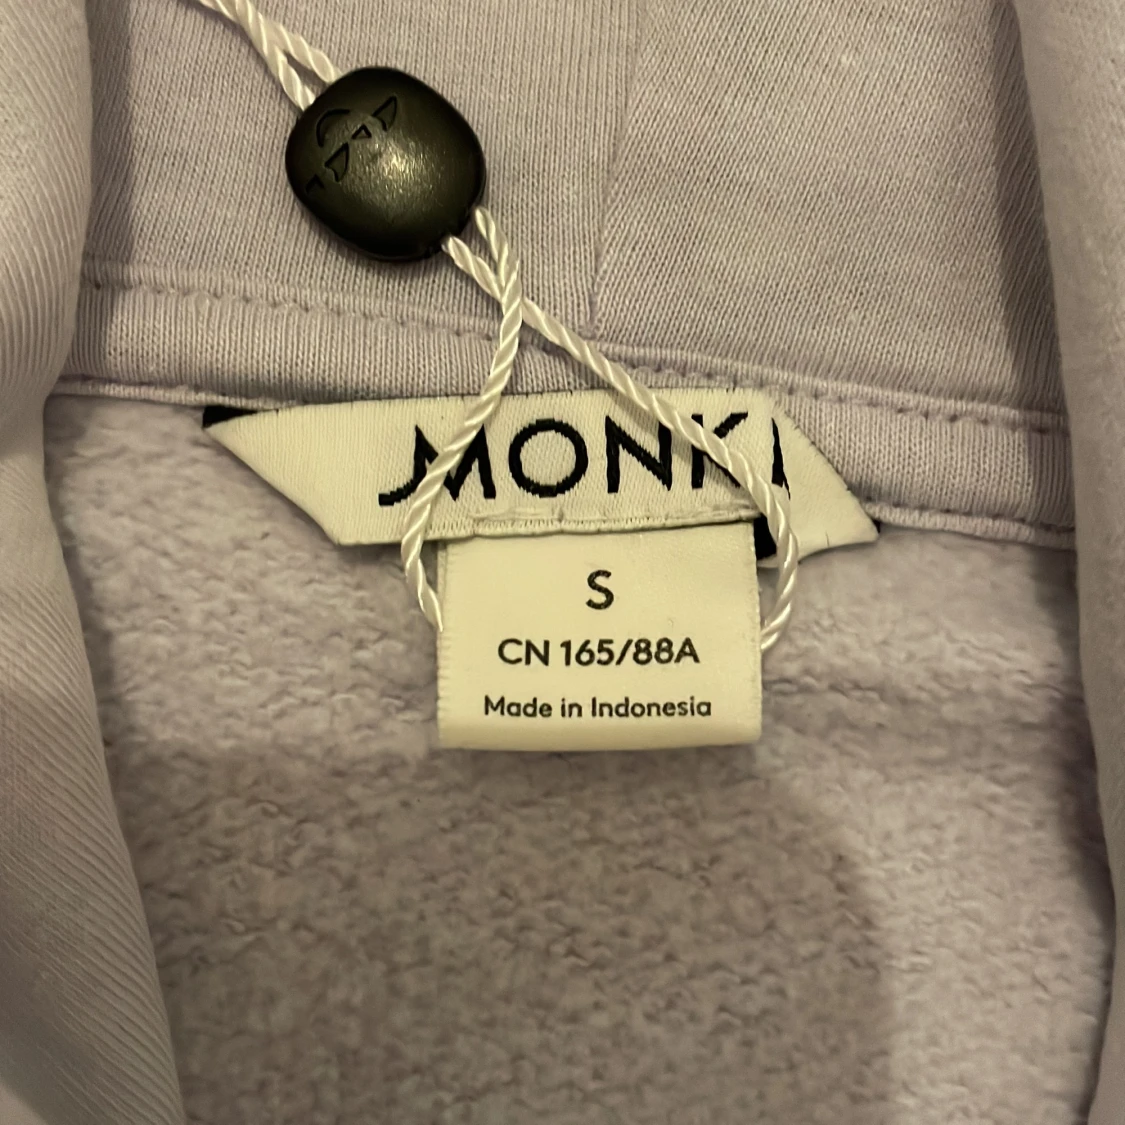 MONKI
S
CN 165/88A
Made in Indonesia